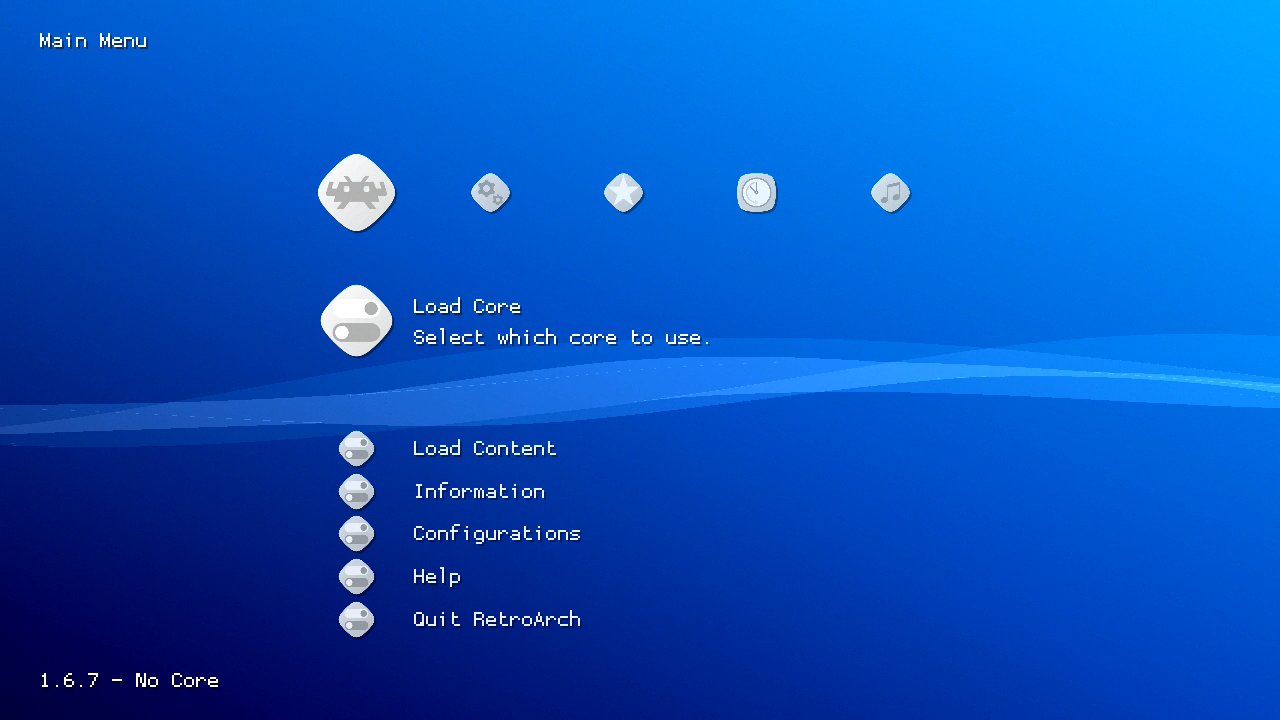 Main Menu
Load Core
Select which core to use.
Load Content
Information
Configurations
Help
Quit RetroArch
1.6.7 - No Core